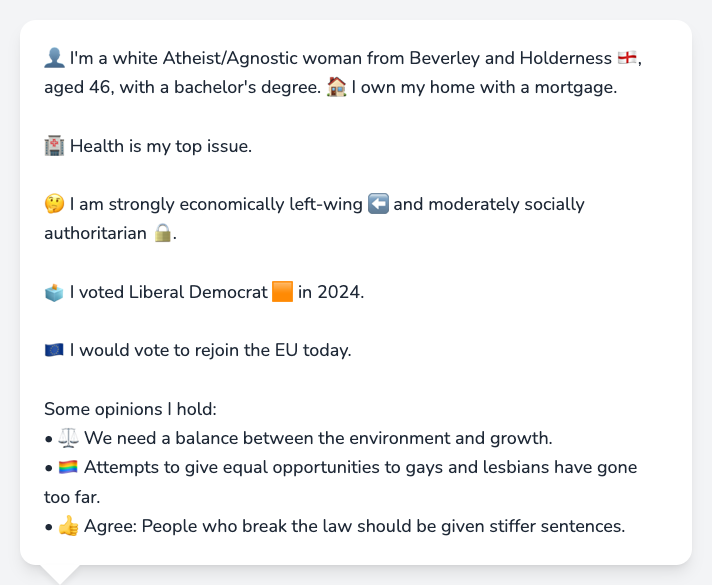 👤 I'm a white Atheist/Agnostic woman from Beverley and Holderness 🏴󠁧󠁢󠁥󠁮󠁧󠁿,
aged 46, with a bachelor's degree. 🏠 I own my home with a mortgage.
🏥 Health is my top issue.
🤔 I am strongly economically left-wing ⬅️ and moderately socially
authoritarian 🔒.
🗳️ I voted Liberal Democrat 🟧 in 2024.
🇪🇺 I would vote to rejoin the EU today.
Some opinions I hold:
• ⚖️ We need a balance between the environment and growth.
• 🏳️‍🌈 Attempts to give equal opportunities to gays and lesbians have gone
too far.
• 👍 Agree: People who break the law should be given stiffer sentences.